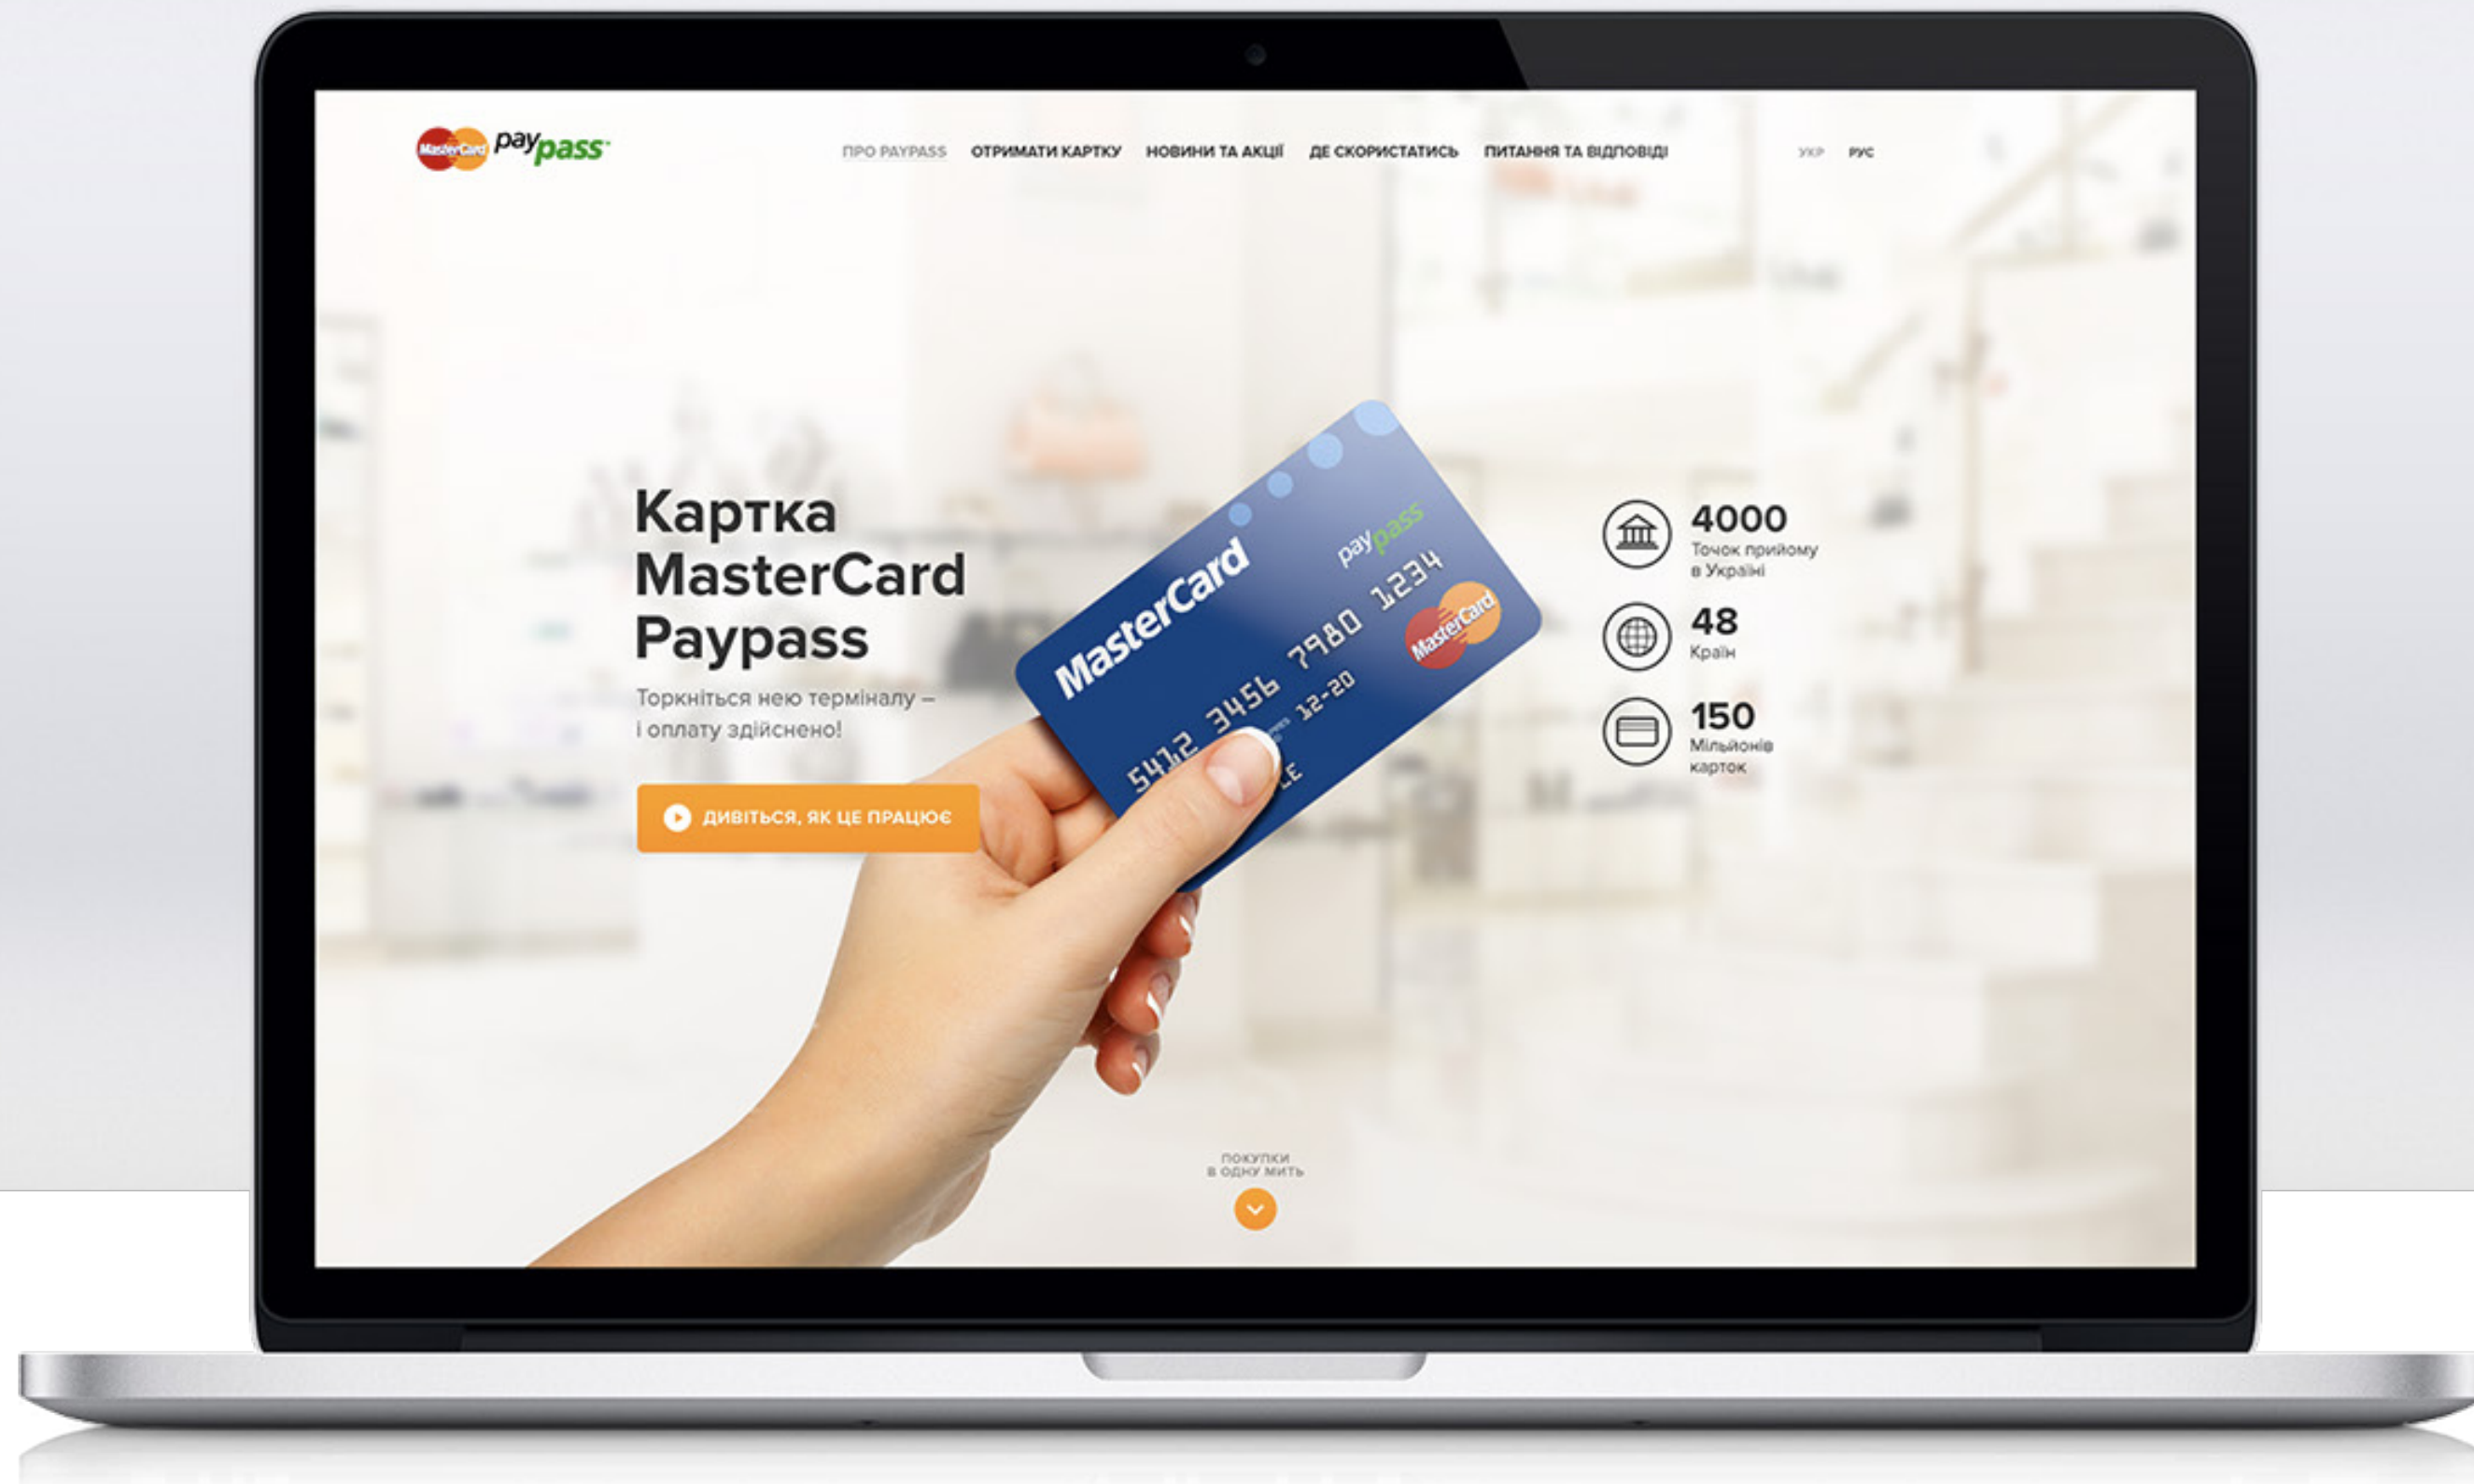 MasterCard paypass
ПРО PAYPASS ОТРИМАТИ КАРТКУ НОВИНИ ТА АКЦІЇ ДЕ СКОРИСТАТИСЬ ПИТАННЯ ТА ВІДПОВІДІ УКР РУС
Картка
MasterCard
Paypass
Торкніться нею терміналу –
і оплату здійснено!
ДИВІТЬСЯ, ЯК ЦЕ ПРАЦЮЄ
MasterCard
paypass
5412 3456 7980 1234
12-20
MasterCard
4000
Точок прийому
в Україні
48
Країн
150
Мільйонів
карток
ПОКУПКИ
В ОДНУ МИТЬ